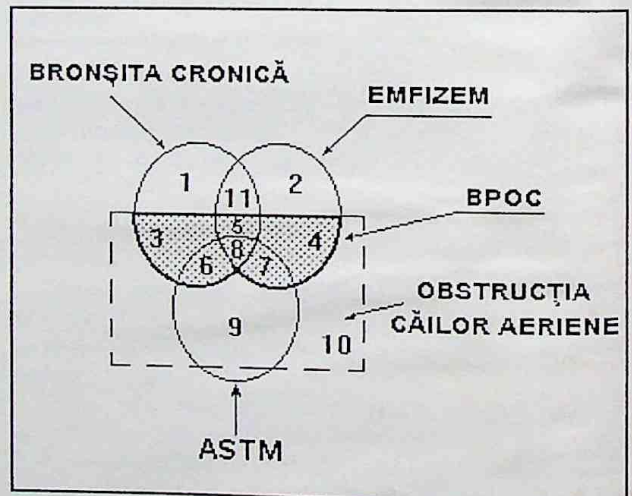 BRONȘITA CRONICĂ
EMFIZEM
1
11
2
BPOC
3
5
4
8
6
7
OBSTRUCȚIA
CĂILOR AERIENE
9
10
ASTM